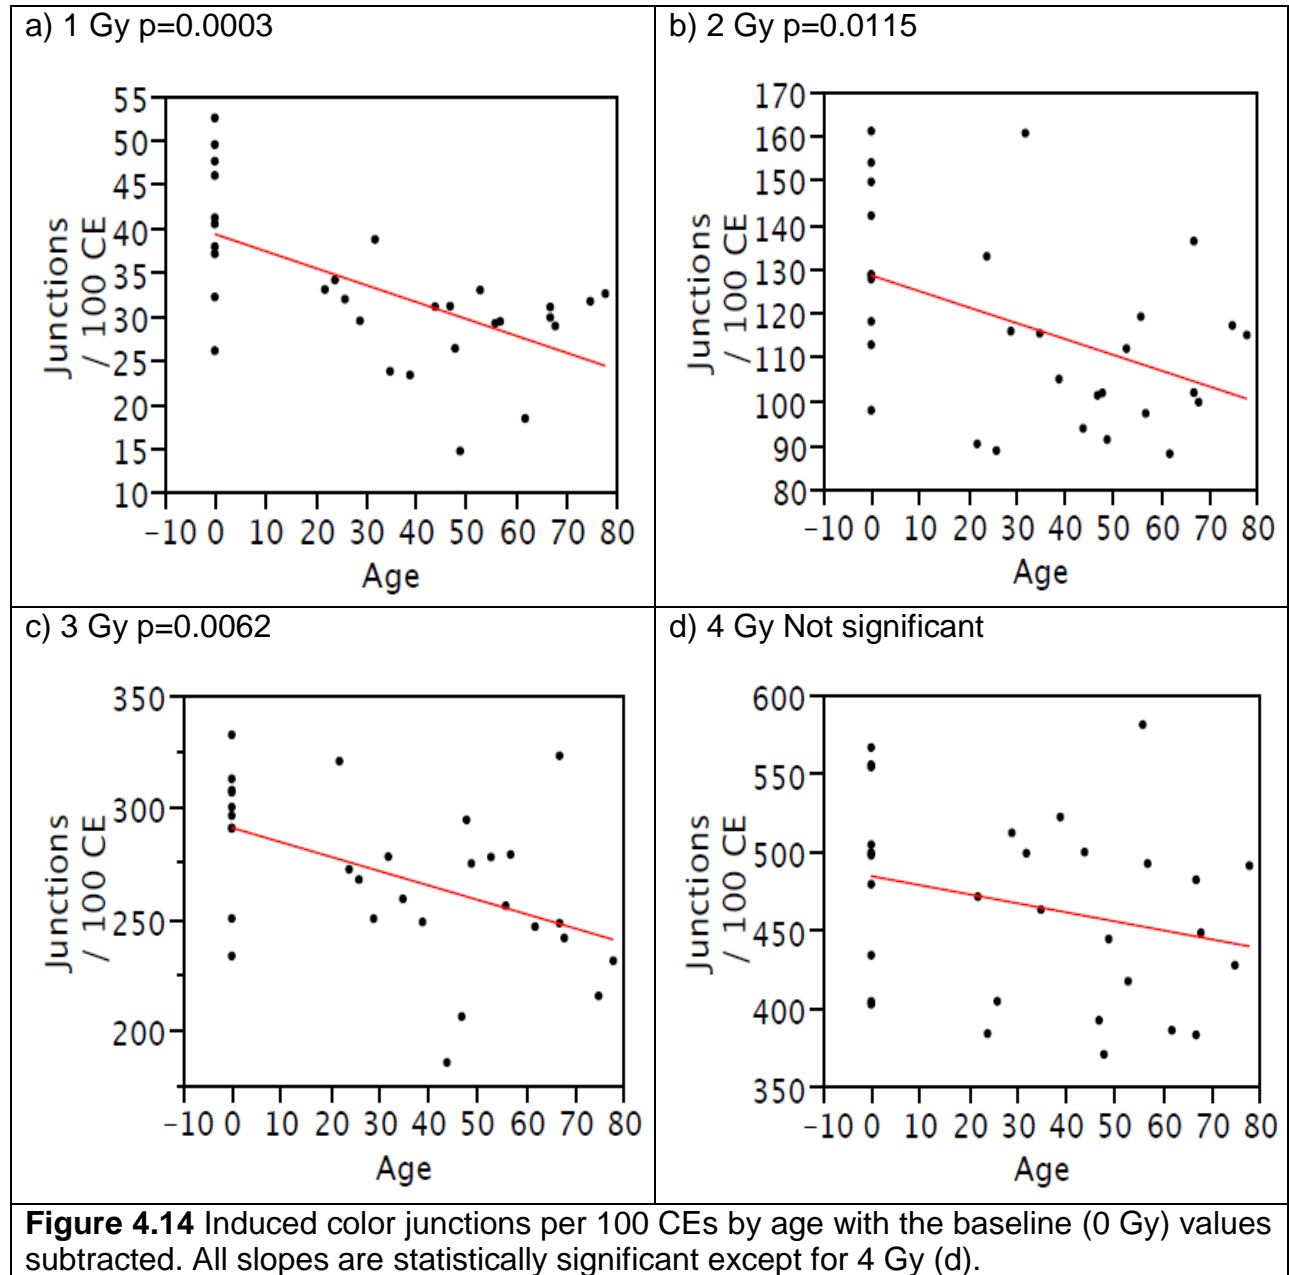 a) 1 Gy p=0.0003
55
50
45
40
35
30
25
20
15
10
Junctions
/ 100 CE
−10 0 10 20 30 40 50 60 70 80
Age
b) 2 Gy p=0.0115
170
160
150
140
130
120
110
100
90
80
Junctions
/ 100 CE
−10 0 10 20 30 40 50 60 70 80
Age
c) 3 Gy p=0.0062
350
300
250
200
Junctions
/ 100 CE
−10 0 10 20 30 40 50 60 70 80
Age
d) 4 Gy Not significant
600
550
500
450
400
350
Junctions
/ 100 CE
−10 0 10 20 30 40 50 60 70 80
Age
Figure 4.14 Induced color junctions per 100 CEs by age with the baseline (0 Gy) values
subtracted. All slopes are statistically significant except for 4 Gy (d).